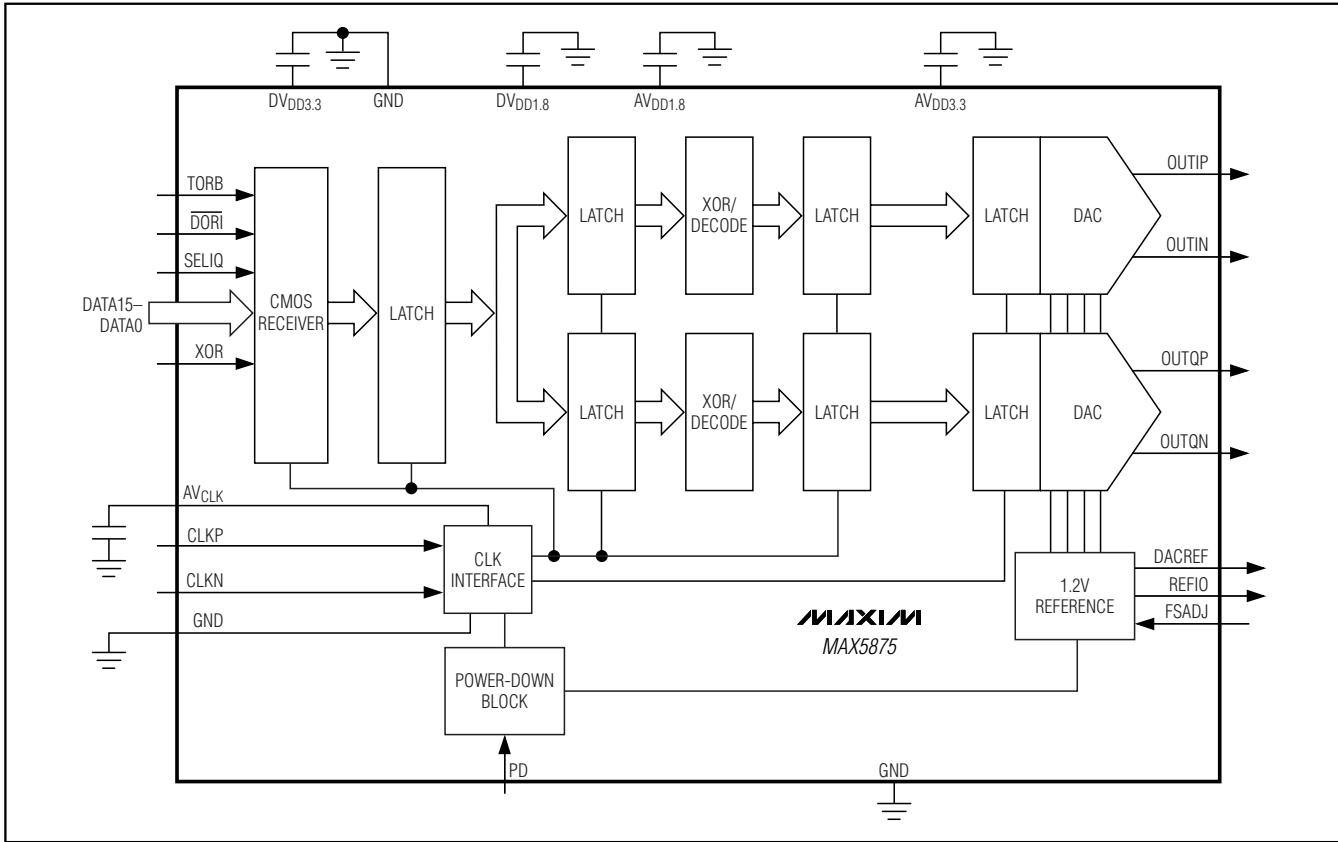 DVDD3.3
GND
DVDD1.8
AVDD1.8
AVDD3.3
TORB
DORI
SELIQ
DATA15–
DATA0
XOR
CMOS
RECEIVER
LATCH
LATCH
XOR/
DECODE
LATCH
LATCH
DAC
OUTIP
OUTIN
LATCH
XOR/
DECODE
LATCH
LATCH
DAC
OUTQP
OUTQN
AVCLK
CLKP
CLKN
GND
CLK
INTERFACE
1.2V
REFERENCE
DACREF
REFIO
FSADJ
MAXIM
MAX5875
POWER-DOWN
BLOCK
PD
GND